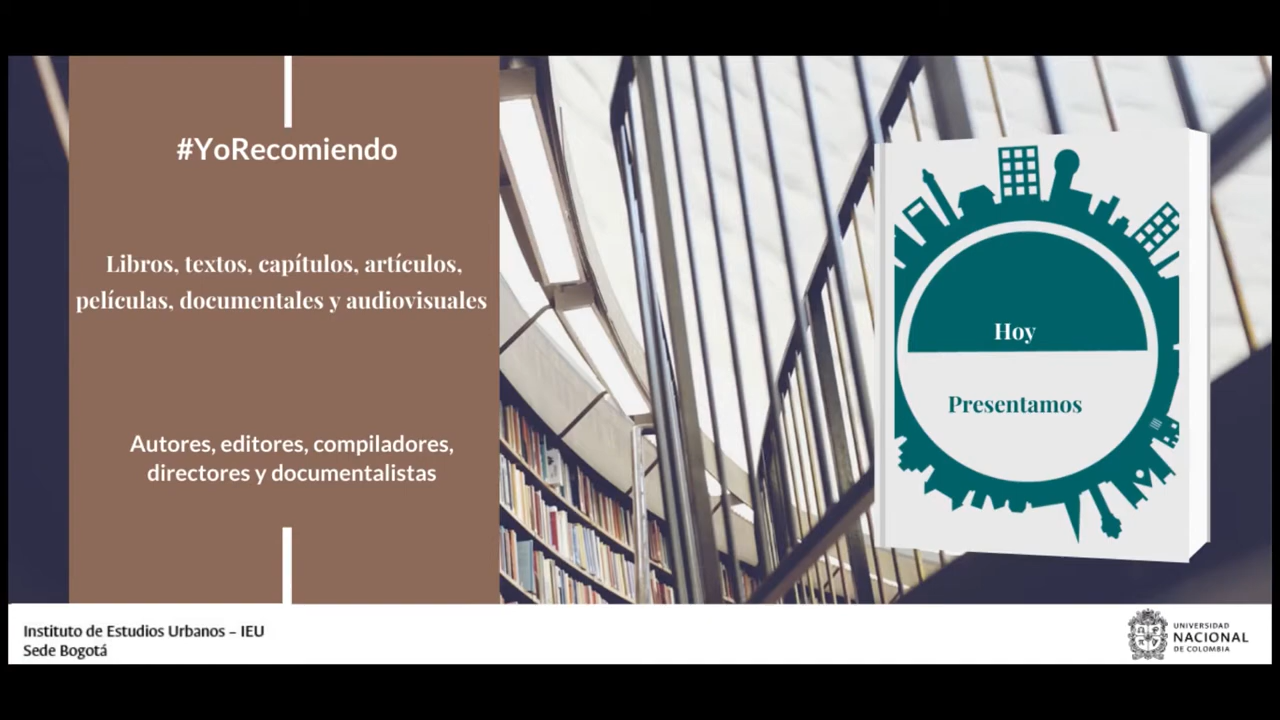 #YoRecomiendo
Libros, textos, capítulos, artículos,
películas, documentales y audiovisuales
Autores, editores, compiladores,
directores y documentalistas
Hoy
Presentamos
Instituto de Estudios Urbanos – IEU
Sede Bogotá
UNIVERSIDAD
NACIONAL
DE COLOMBIA